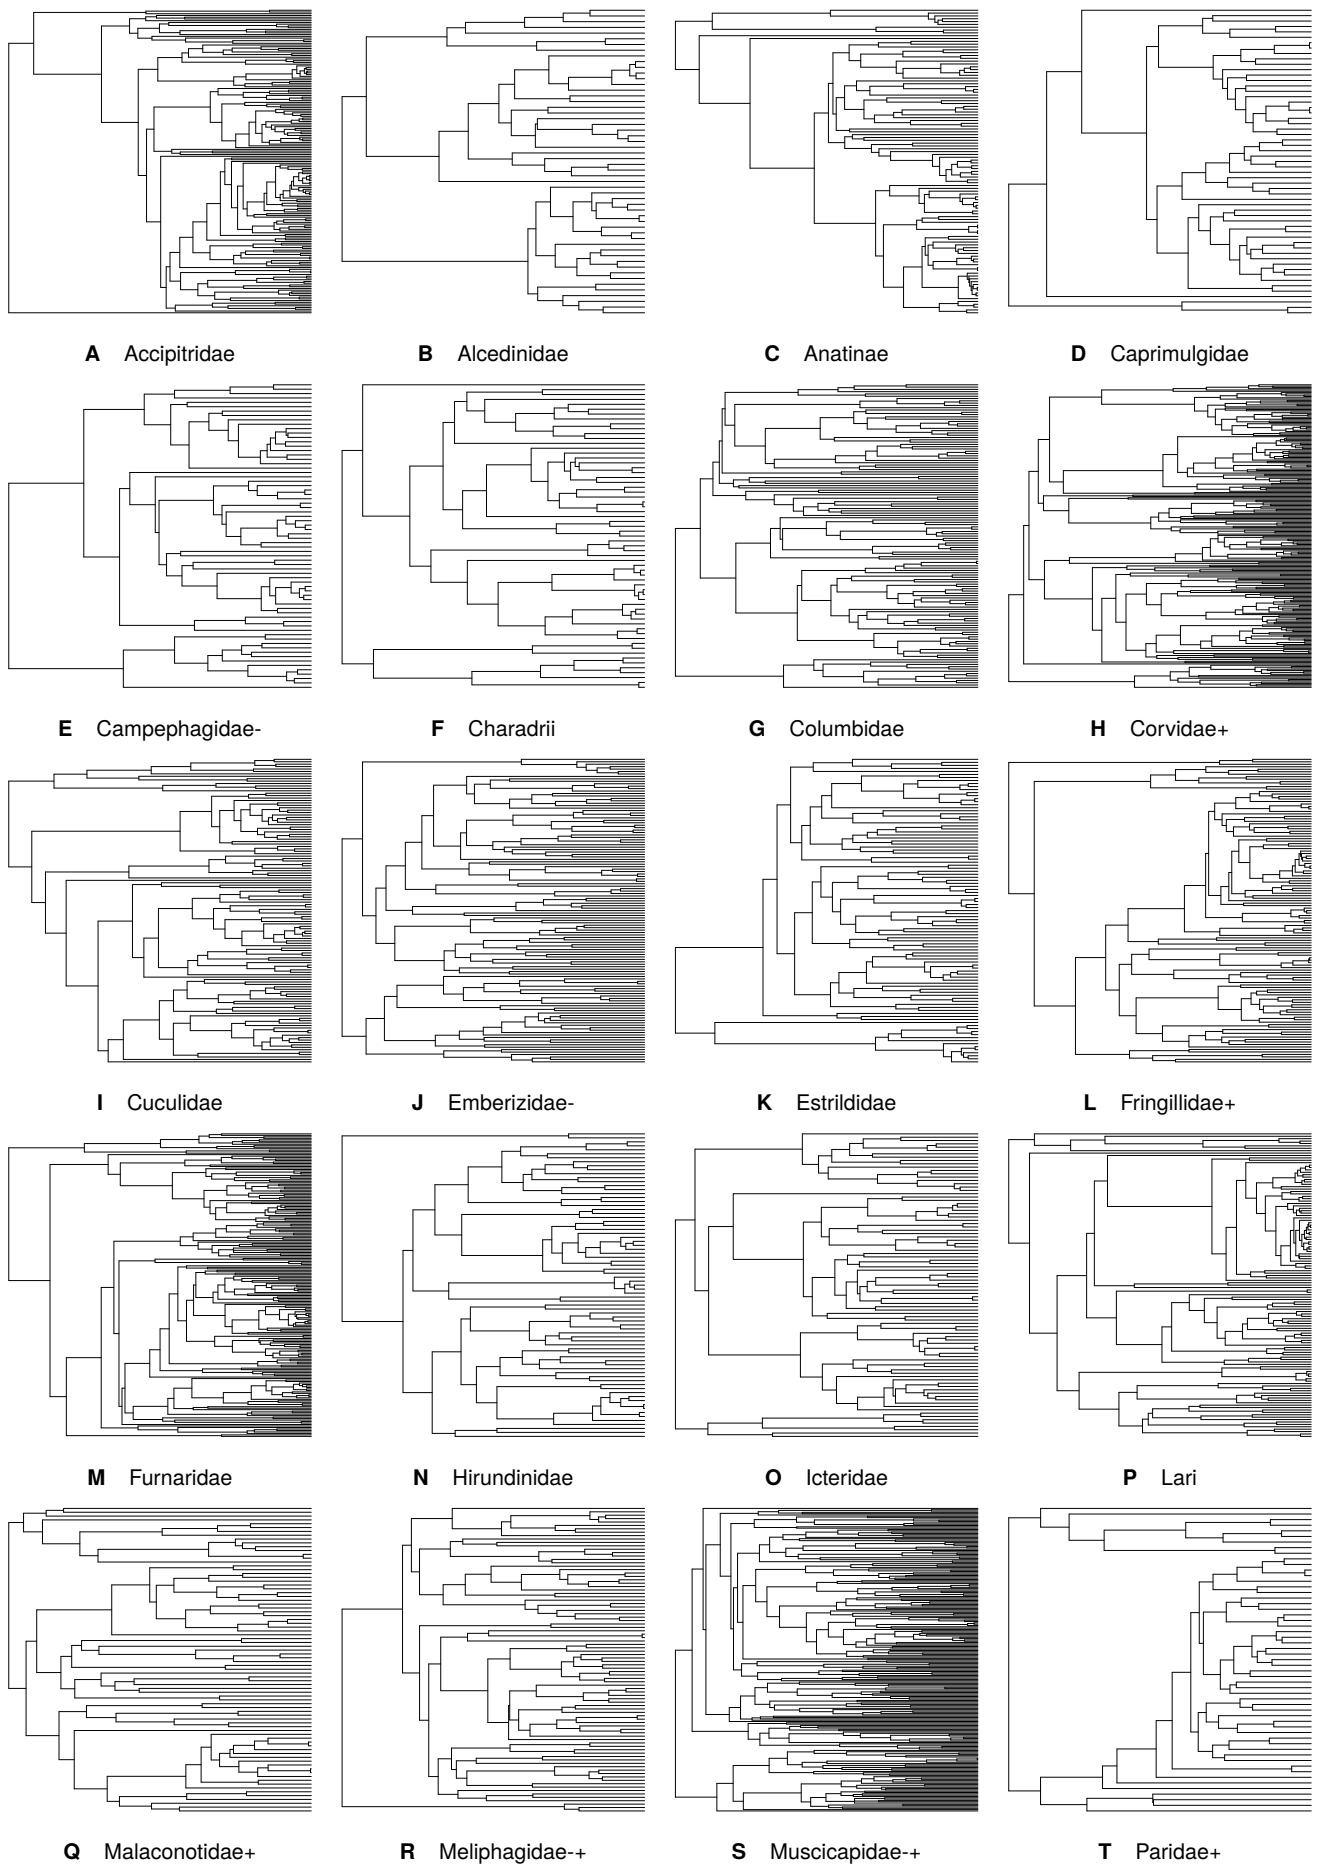 A Accipitridae B Alcedinidae C Anatinae D Caprimulgidae
E Campephagidae- F Charadrii G Columbidae H Corvidae+
I Cuculidae J Emberizidae- K Estrildidae L Fringillidae+
M Furnaridae N Hirundinidae O Icteridae P Lari
Q Malaconotidae+ R Meliphagidae-+ S Muscicapidae-+ T Paridae+